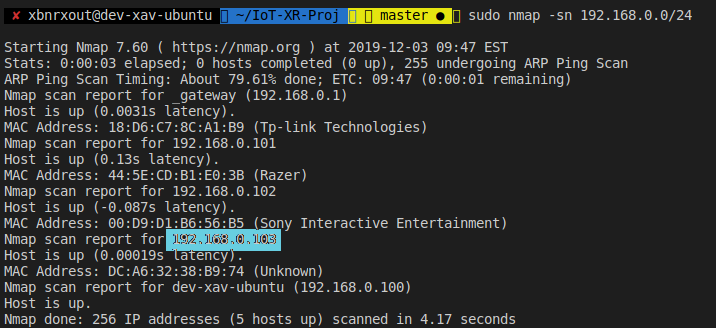 ✘ xbnrxout@dev-xav-ubuntu ~/IoT-XR-Proj master ● sudo nmap -sn 192.168.0.0/24
Starting Nmap 7.60 ( https://nmap.org ) at 2019-12-03 09:47 EST
Stats: 0:00:03 elapsed; 0 hosts completed (0 up), 255 undergoing ARP Ping Scan
ARP Ping Scan Timing: About 79.61% done; ETC: 09:47 (0:00:01 remaining)
Nmap scan report for _gateway (192.168.0.1)
Host is up (0.0031s latency).
MAC Address: 18:D6:C7:8C:A1:B9 (Tp-link Technologies)
Nmap scan report for 192.168.0.101
Host is up (0.13s latency).
MAC Address: 44:5E:CD:B1:E0:3B (Razer)
Nmap scan report for 192.168.0.102
Host is up (-0.087s latency).
MAC Address: 00:D9:D1:B6:56:B5 (Sony Interactive Entertainment)
Nmap scan report for 192.168.0.103
Host is up (0.00019s latency).
MAC Address: DC:A6:32:38:B9:74 (Unknown)
Nmap scan report for dev-xav-ubuntu (192.168.0.100)
Host is up.
Nmap done: 256 IP addresses (5 hosts up) scanned in 4.17 seconds